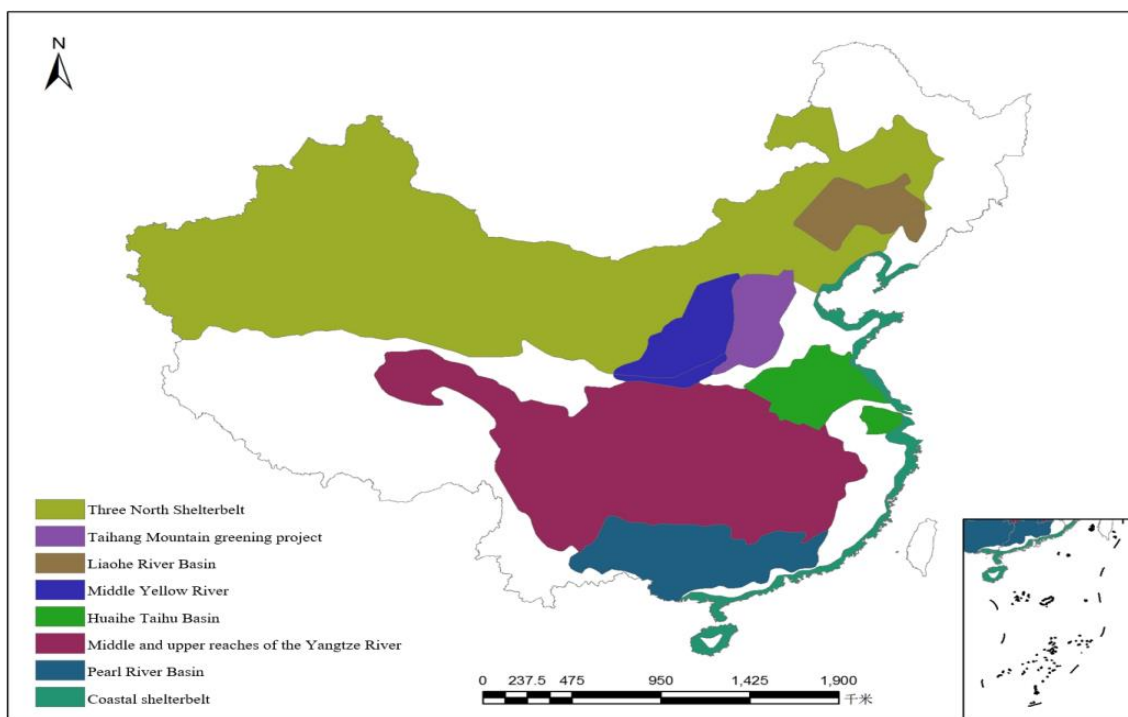 N
Three North Shelterbelt
Taihang Mountain greening project
Liaohe River Basin
Middle Yellow River
Huaihe Taihu Basin
Middle and upper reaches of the Yangtze River
Pearl River Basin
Coastal shelterbelt
0 237.5 475 950 1,425 1,900
千米